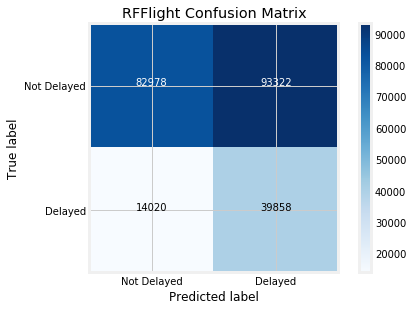 RFFlight Confusion Matrix
90000
82978 93322
Not Delayed
80000
70000
60000
True label
50000
40000
14020 39858
Delayed
30000
20000
Not Delayed Delayed
Predicted label